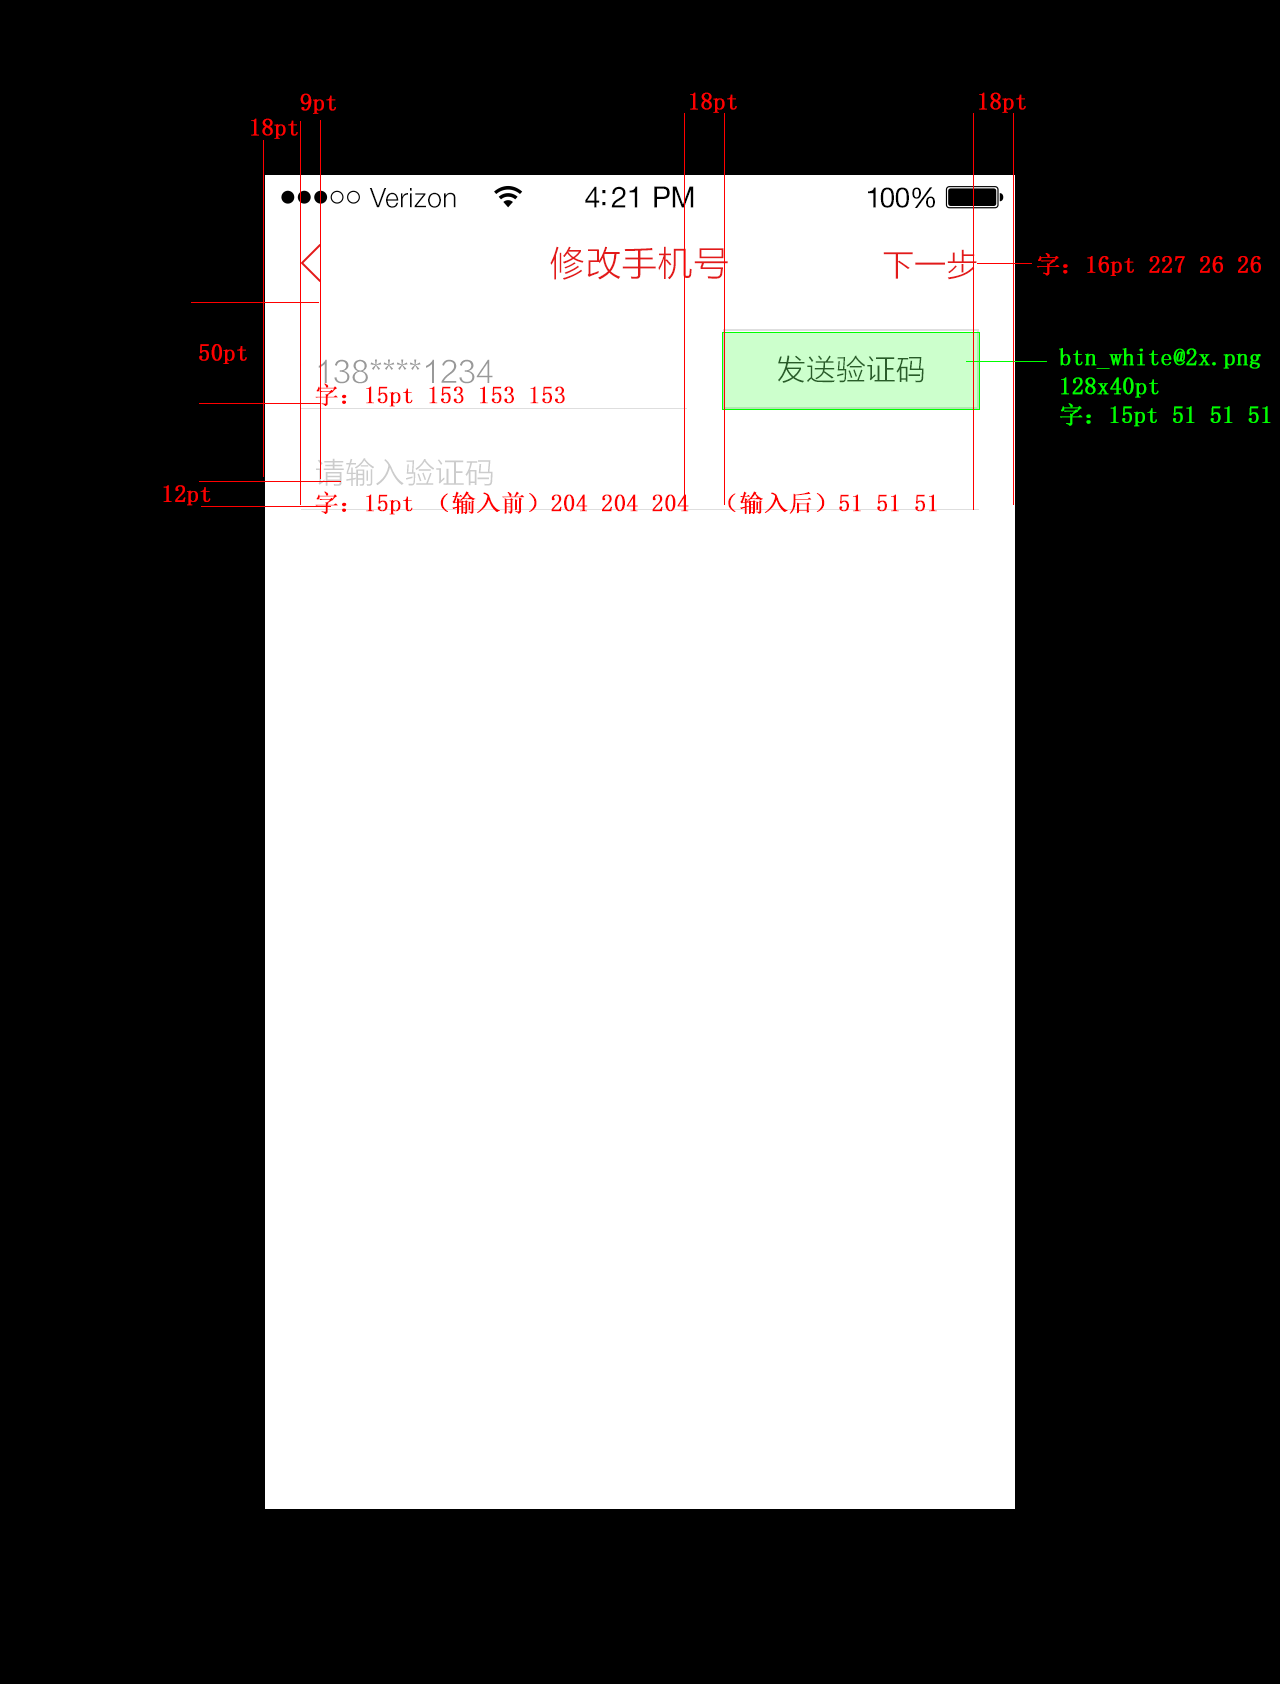 9pt
18pt
18pt
18pt
Verizon
4:21 PM
100%
修改手机号
下一步
字：16pt 227 26 26
50pt
138****1234
字：15pt 153 153 153
发送验证码
btn_white@2x.png
128x40pt
字：15pt 51 51 51
请输入验证码
12pt
字：15pt （输入前）204 204 204 （输入后）51 51 51